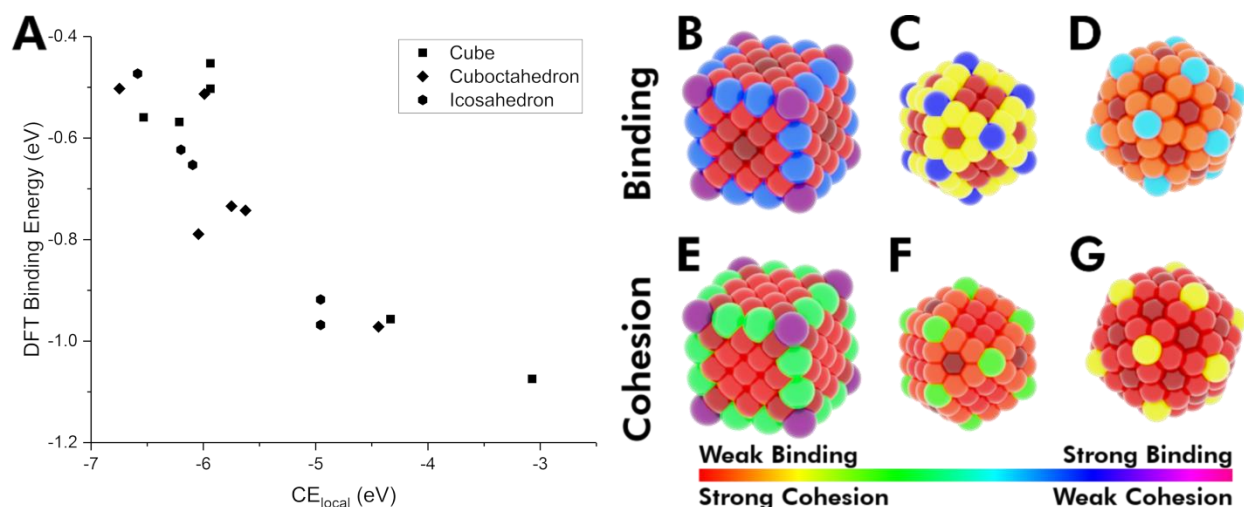 A
-0.4
-0.6
-0.8
-1.0
-1.2
DFT Binding Energy (eV)
-7
-6
-5
-4
-3
CElocal (eV)
Cube
Cuboctahedron
Icosahedron
Binding
B
C
D
Cohesion
E
F
G
Weak Binding
Strong Binding
Strong Cohesion
Weak Cohesion